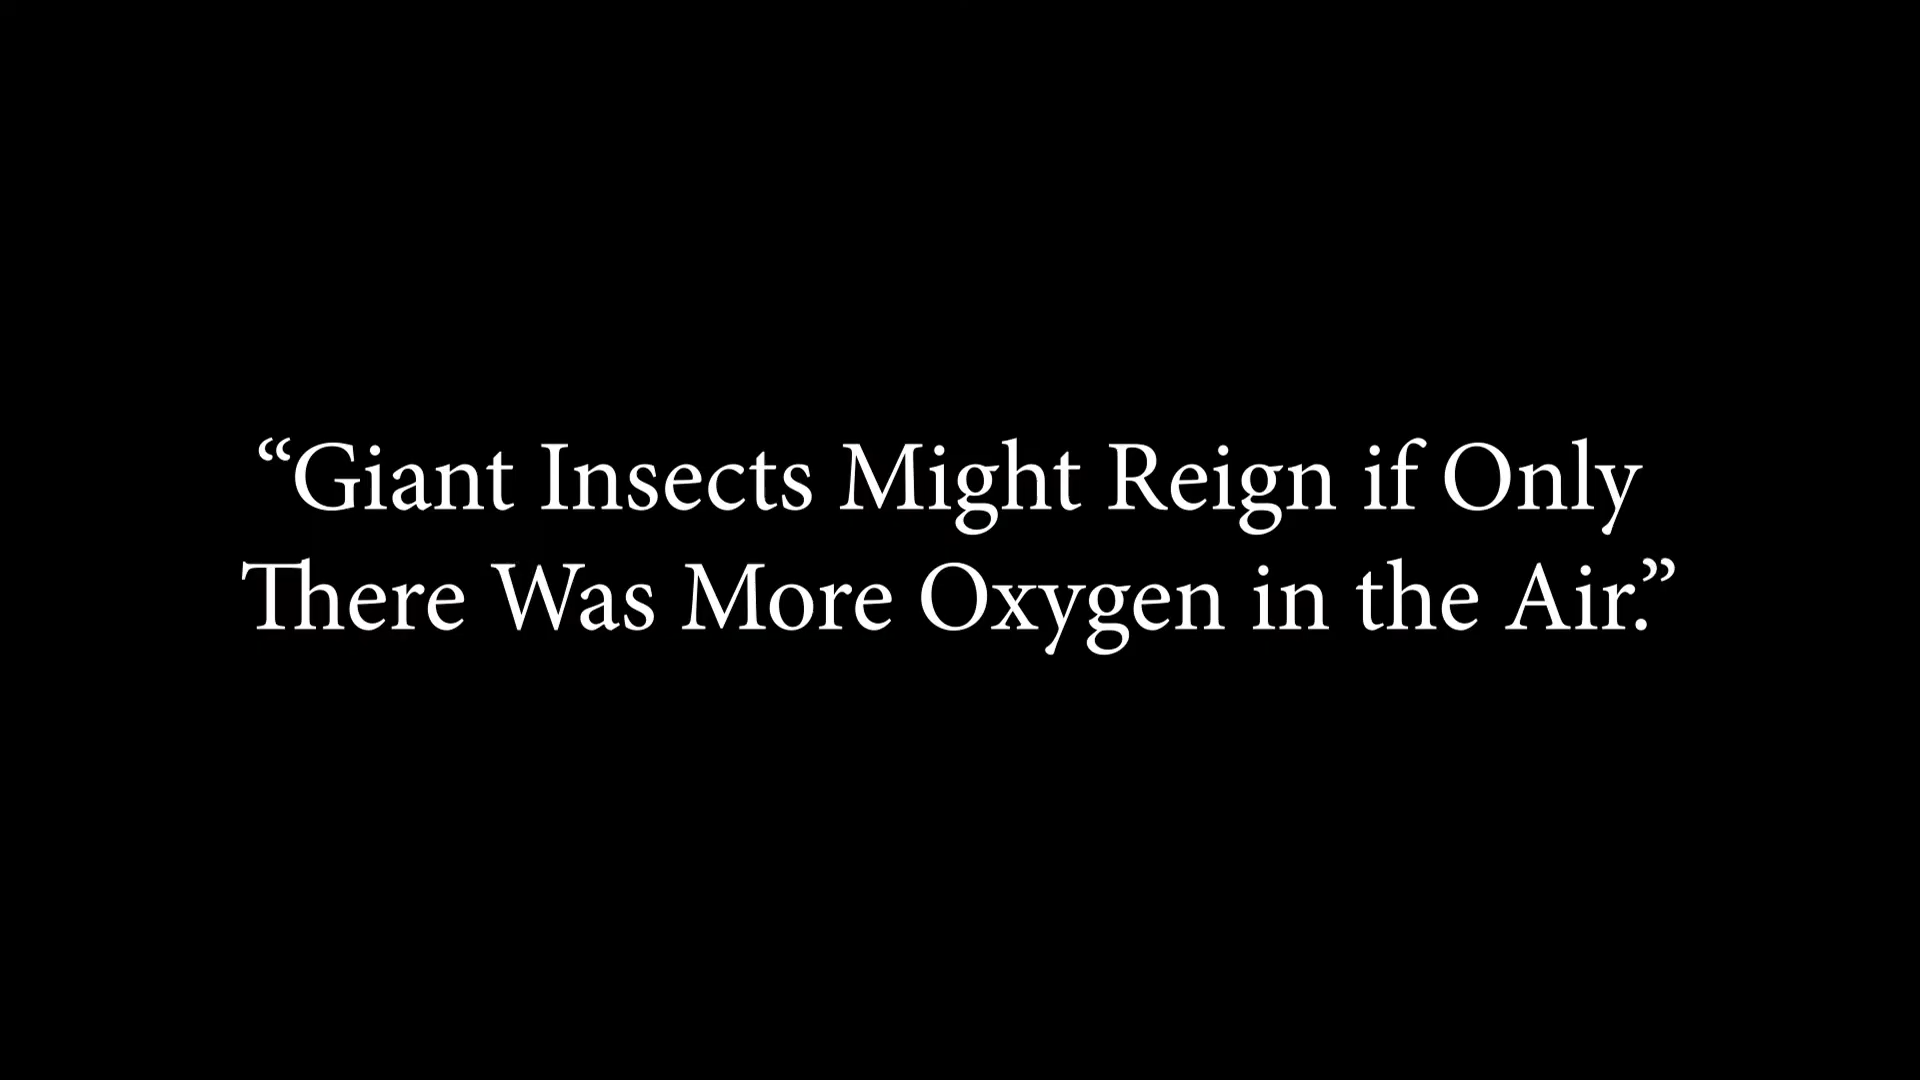 “Giant Insects Might Reign if Only
There Was More Oxygen in the Air.”